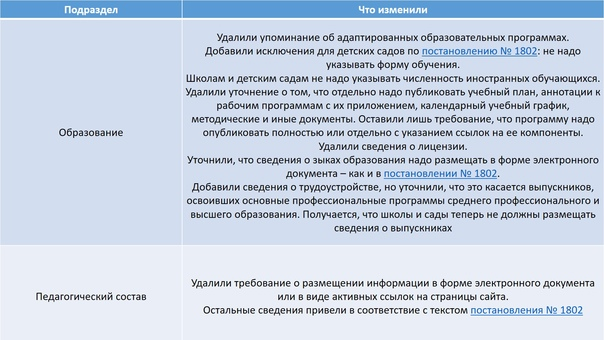 Подраздел
Что изменили
Образование
Удалили упоминание об адаптированных образовательных программах.
Добавили исключения для детских садов по постановлению № 1802: не надо
указывать форму обучения.
Школам и детским садам не надо указывать численность иностранных обучающихся.
Удалили уточнение о том, что отдельно надо публиковать учебный план, аннотации к
рабочим программам с их приложением, календарный учебный график,
методические и иные документы. Оставили лишь требование, что программу надо
опубликовать полностью или отдельно с указанием ссылок на ее компоненты.
Удалили сведения о лицензии.
Уточнили, что сведения о зыках образования надо размещать в форме электронного
документа – как и в постановлении № 1802.
Добавили сведения о трудоустройстве, но уточнили, что это касается выпускников,
освоивших основные профессиональные программы среднего профессионального и
высшего образования. Получается, что школы и сады теперь не должны размещать
сведения о выпускниках
Педагогический состав
Удалили требование о размещении информации в форме электронного документа
или в виде активных ссылок на страницы сайта.
Остальные сведения привели в соответствие с текстом постановления № 1802